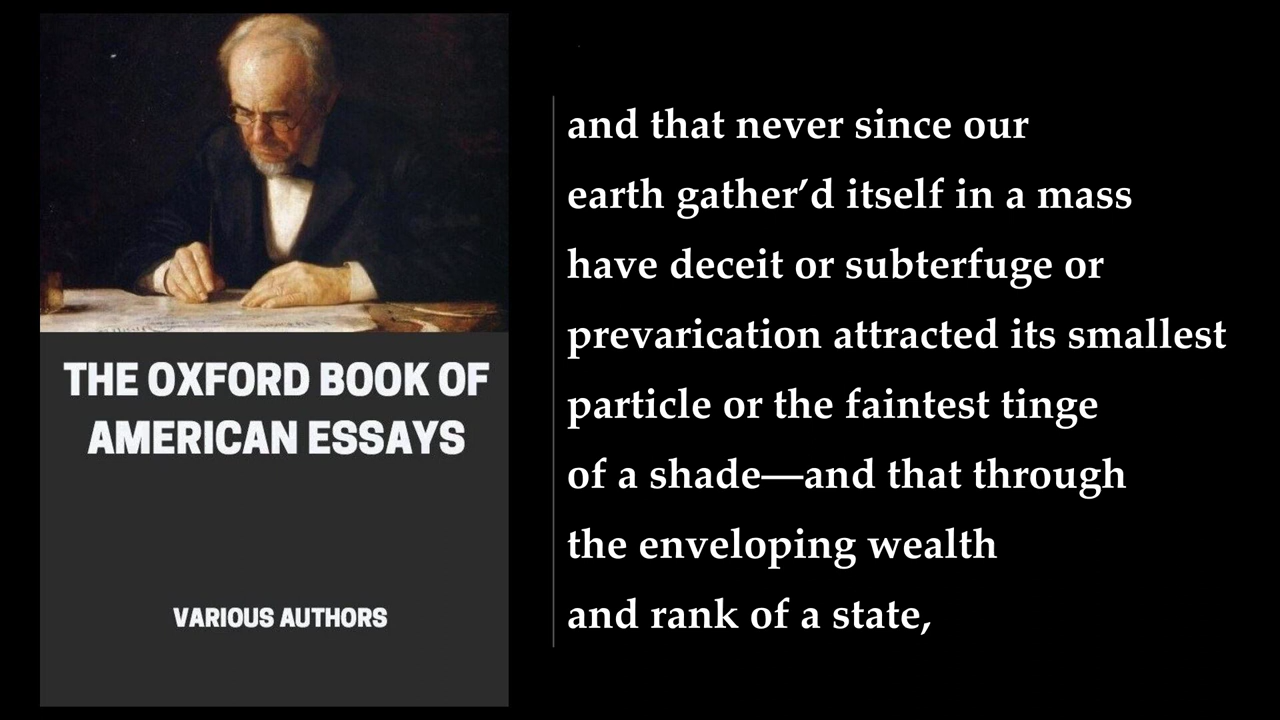 THE OXFORD BOOK OF
AMERICAN ESSAYS
VARIOUS AUTHORS
and that never since our
earth gather’d itself in a mass
have deceit or subterfuge or
prevarication attracted its smallest
particle or the faintest tinge
of a shade—and that through
the enveloping wealth
and rank of a state,